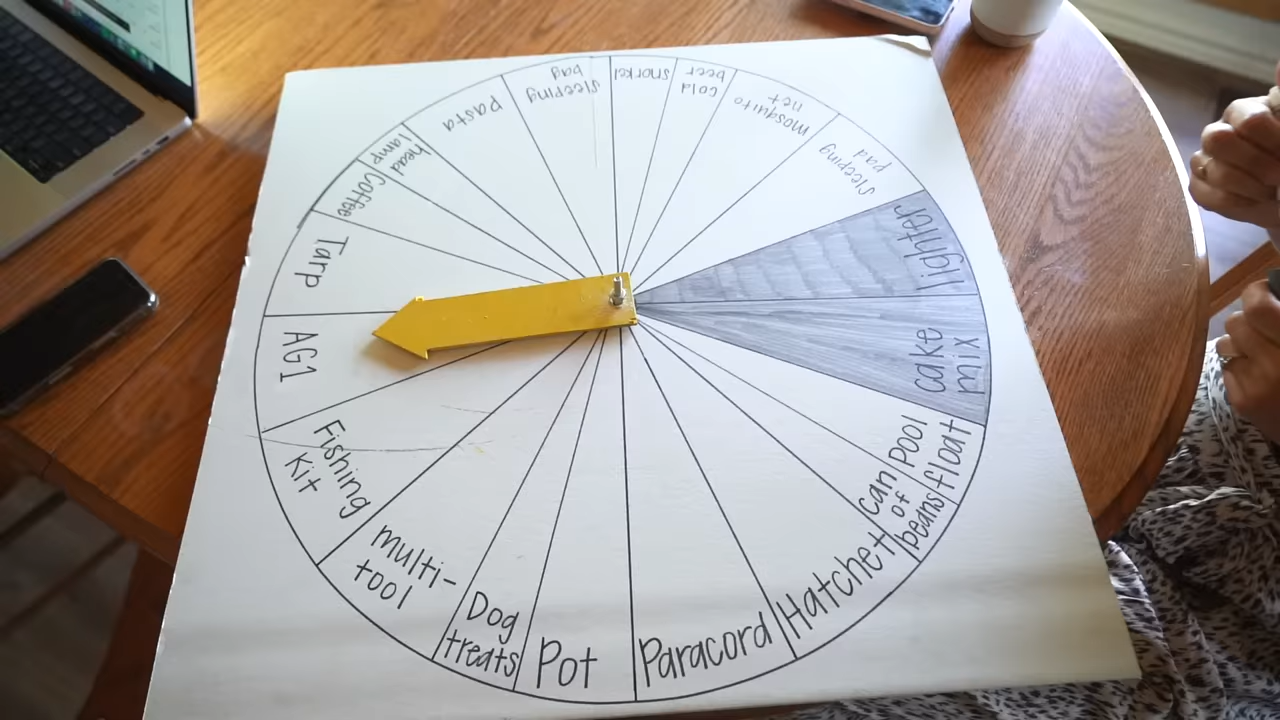 snorkel
cold
beer
mosquito
net
sleeping
pad
lighter
cake
mix
pool
float
can
of
beans
Hatchet
Paracord
Pot
Dog
treats
multi-
tool
Fishing
Kit
AG1
Tarp
Coffee
head
lamp
pasta
sleeping
bag